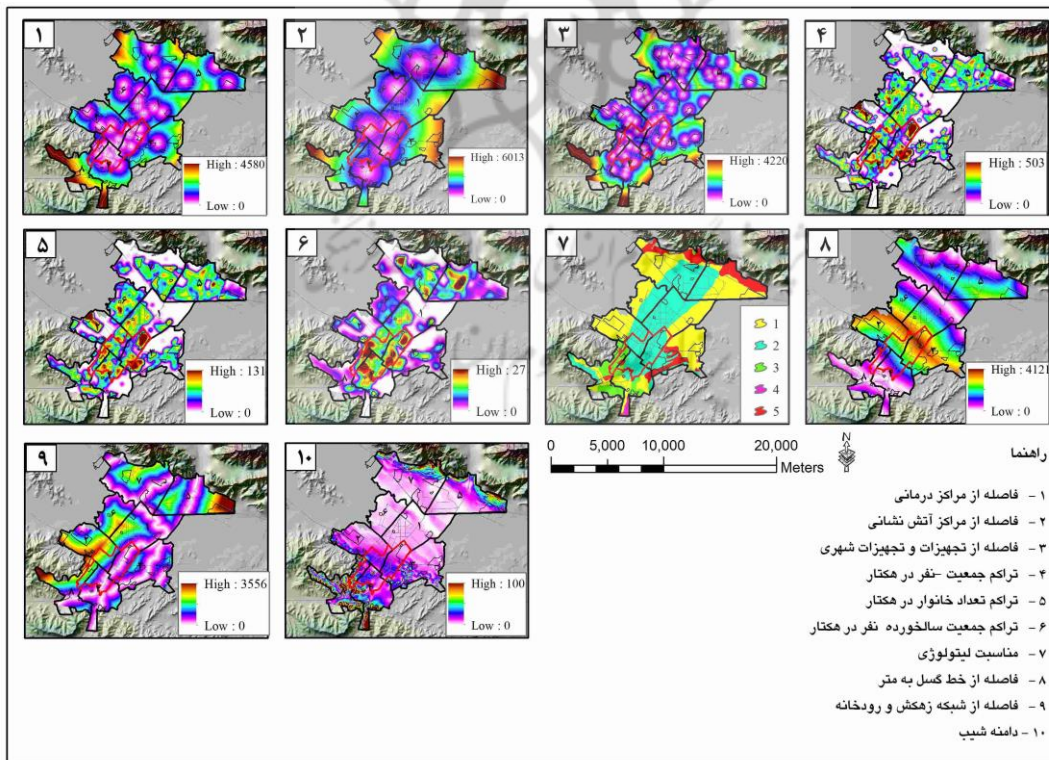 ۱
High : 4580
Low : 0
۲
High : 6013
Low : 0
۳
High : 4220
Low : 0
۴
High : 503
Low : 0
۵
High : 131
Low : 0
۶
High : 27
Low : 0
۷
1
2
3
4
5
۸
High : 4121
Low : 0
۹
High : 3556
Low : 0
۱۰
High : 100
Low : 0
0 5,000 10,000 20,000
Meters
N
راهنما
۱ - فاصله از مراکز درمانی
۲ - فاصله از مراکز آتش نشانی
۳ - فاصله از تجهیزات و تجهیزات شهری
۴ - تراکم جمعیت -نفر در هکتار
۵ - تراکم تعداد خانوار در هکتار
۶ - تراکم جمعیت سالخورده نفر در هکتار
۷ - مناسبت لیتولوژی
۸ - فاصله از خط گسل به متر
۹ - فاصله از شبکه زهکش و رودخانه
۱۰ - دامنه شیب